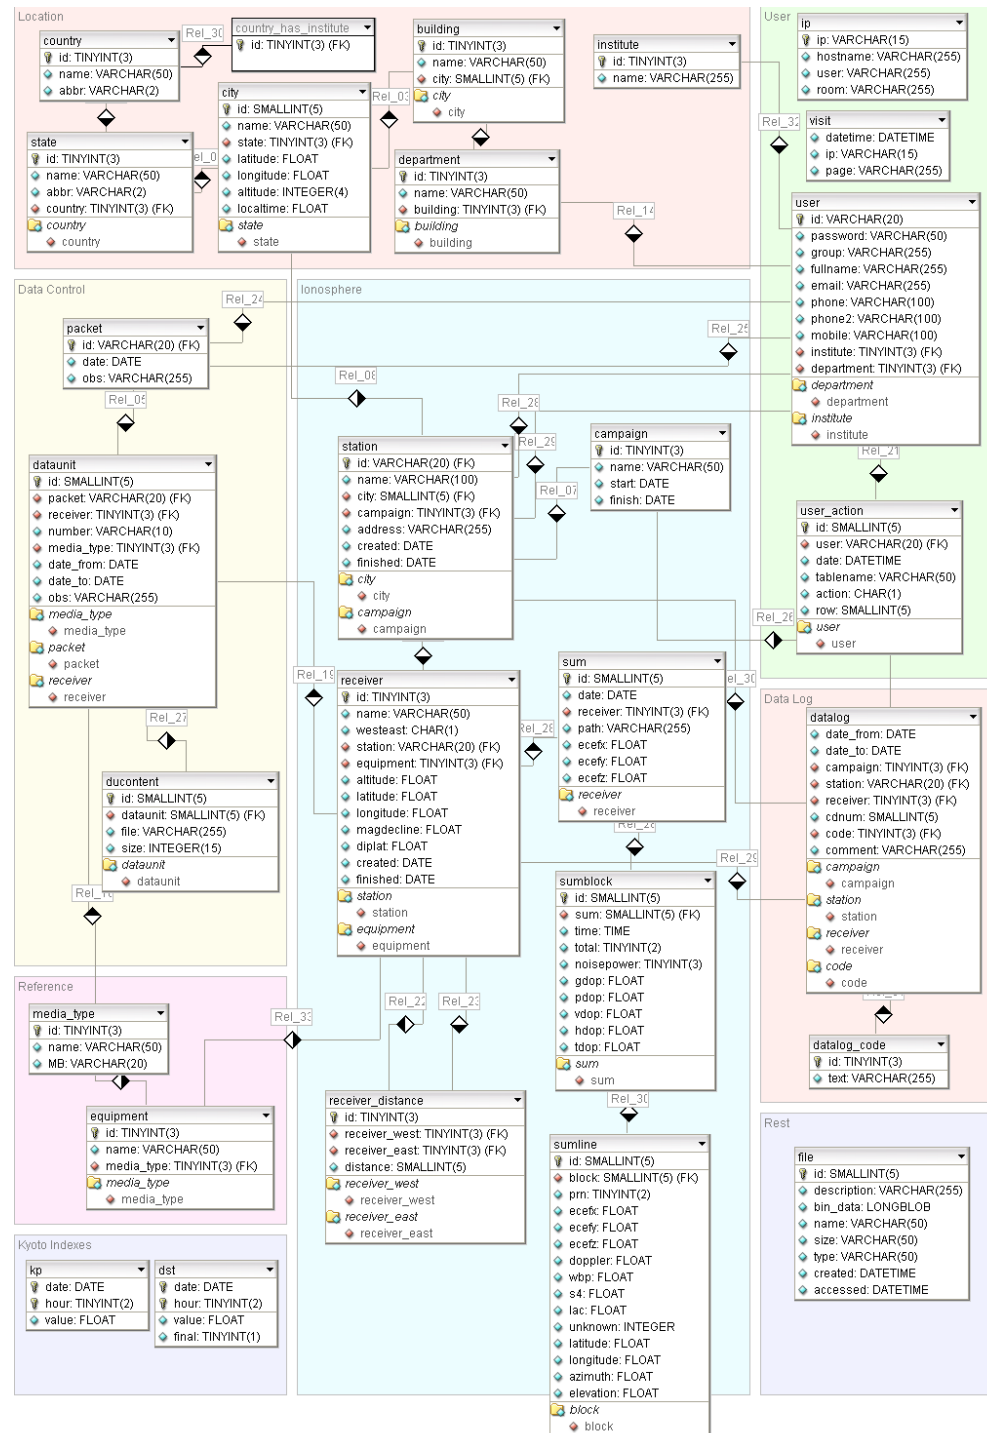 Location
country
id: TINYINT(3)
name: VARCHAR(50)
abbr: VARCHAR(2)
Rel_30
country_has_institute
id: TINYINT(3) (FK)
building
id: TINYINT(3)
name: VARCHAR(50)
city: SMALLINT(5) (FK)
city
city
institute
id: TINYINT(3)
name: VARCHAR(255)
city
id: SMALLINT(5)
name: VARCHAR(50)
state: TINYINT(3) (FK)
latitude: FLOAT
longitude: FLOAT
altitude: INTEGER(4)
localtime: FLOAT
state
state
Rel_03
state
id: TINYINT(3)
name: VARCHAR(50)
abbr: VARCHAR(2)
country: TINYINT(3) (FK)
country
country
el_0
department
id: TINYINT(3)
name: VARCHAR(50)
building: TINYINT(3) (FK)
building
building
Rel_14
User
ip
ip: VARCHAR(15)
hostname: VARCHAR(255)
user: VARCHAR(255)
room: VARCHAR(255)
Rel_32
visit
datetime: DATETIME
ip: VARCHAR(15)
page: VARCHAR(255)
user
id: VARCHAR(20)
password: VARCHAR(50)
group: VARCHAR(255)
fullname: VARCHAR(255)
email: VARCHAR(255)
phone: VARCHAR(100)
phone2: VARCHAR(100)
mobile: VARCHAR(100)
institute: TINYINT(3) (FK)
department: TINYINT(3) (FK)
department
department
institute
institute
Rel_21
user_action
id: SMALLINT(5)
user: VARCHAR(20) (FK)
date: DATETIME
tablename: VARCHAR(50)
action: CHAR(1)
row: SMALLINT(5)
user
user
Rel_26
Data Control
Rel_24
packet
id: VARCHAR(20) (FK)
date: DATE
obs: VARCHAR(255)
Rel_05
dataunit
id: SMALLINT(5)
packet: VARCHAR(20) (FK)
receiver: TINYINT(3) (FK)
number: VARCHAR(10)
media_type: TINYINT(3) (FK)
date_from: DATE
date_to: DATE
obs: VARCHAR(255)
media_type
media_type
packet
packet
receiver
receiver
Rel_19
Rel_27
ducontent
id: SMALLINT(5)
dataunit: SMALLINT(5) (FK)
file: VARCHAR(255)
size: INTEGER(15)
dataunit
dataunit
Ionosphere
Rel_25
Rel_08
Rel_28
Rel_29
Rel_07
station
id: VARCHAR(20) (FK)
name: VARCHAR(100)
city: SMALLINT(5) (FK)
campaign: TINYINT(3) (FK)
address: VARCHAR(255)
created: DATE
finished: DATE
city
city
campaign
campaign
campaign
id: TINYINT(3)
name: VARCHAR(50)
start: DATE
finish: DATE
receiver
id: TINYINT(3)
name: VARCHAR(50)
westeast: CHAR(1)
station: VARCHAR(20) (FK)
equipment: TINYINT(3) (FK)
altitude: FLOAT
latitude: FLOAT
longitude: FLOAT
magdecline: FLOAT
diplat: FLOAT
created: DATE
finished: DATE
station
station
equipment
equipment
Rel_28
sum
id: SMALLINT(5)
date: DATE
receiver: TINYINT(3) (FK)
path: VARCHAR(255)
ecefx: FLOAT
ecefy: FLOAT
ecefz: FLOAT
receiver
receiver
el_30
Rel_29
sumblock
id: SMALLINT(5)
sum: SMALLINT(5) (FK)
time: TIME
total: TINYINT(2)
noisepower: TINYINT(3)
gdop: FLOAT
pdop: FLOAT
vdop: FLOAT
hdop: FLOAT
tdop: FLOAT
sum
sum
Rel_30
sumline
id: SMALLINT(5)
block: SMALLINT(5) (FK)
prn: TINYINT(2)
ecefx: FLOAT
ecefy: FLOAT
ecefz: FLOAT
doppler: FLOAT
wbp: FLOAT
s4: FLOAT
lac: FLOAT
unknown: INTEGER
latitude: FLOAT
longitude: FLOAT
azimuth: FLOAT
elevation: FLOAT
block
block
Rel_22
Rel_23
receiver_distance
id: TINYINT(3)
receiver_west: TINYINT(3) (FK)
receiver_east: TINYINT(3) (FK)
distance: SMALLINT(5)
receiver_west
receiver_west
receiver_east
receiver_east
Data Log
datalog
date_from: DATE
date_to: DATE
campaign: TINYINT(3) (FK)
station: VARCHAR(20) (FK)
receiver: TINYINT(3) (FK)
cdnum: SMALLINT(5)
code: TINYINT(3) (FK)
comment: VARCHAR(255)
campaign
campaign
station
station
receiver
receiver
code
code
datalog_code
id: TINYINT(3)
text: VARCHAR(255)
Reference
Rel_33
media_type
id: TINYINT(3)
name: VARCHAR(50)
MB: VARCHAR(20)
equipment
id: TINYINT(3)
name: VARCHAR(50)
media_type: TINYINT(3) (FK)
media_type
media_type
Kyoto Indexes
kp
date: DATE
hour: TINYINT(2)
value: FLOAT
dst
date: DATE
hour: TINYINT(2)
value: FLOAT
final: TINYINT(1)
Rest
file
id: SMALLINT(5)
description: VARCHAR(255)
bin_data: LONGBLOB
name: VARCHAR(50)
size: VARCHAR(50)
type: VARCHAR(50)
created: DATETIME
accessed: DATETIME